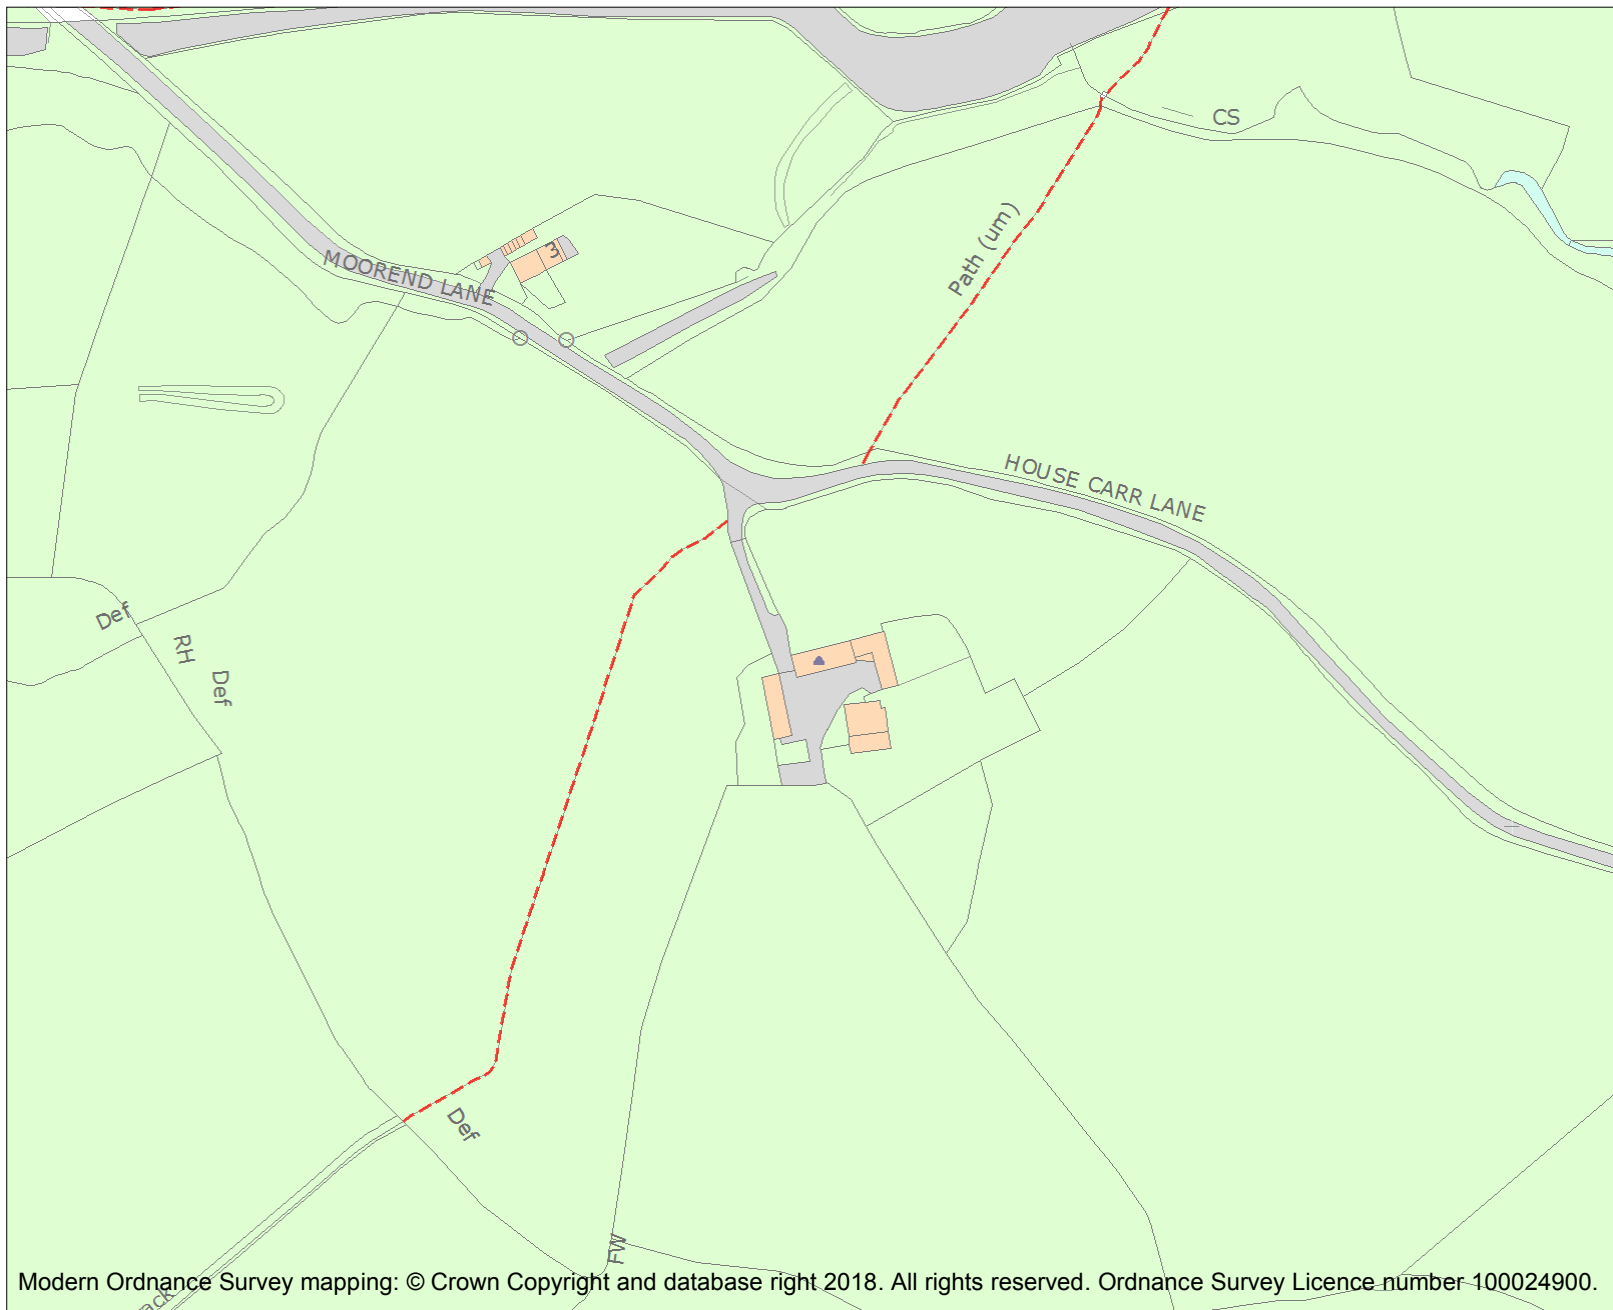 CS
Path (um)
3
MOOREND LANE
HOUSE CARR LANE
Def
RH
Def
Def
FW
Modern Ordnance Survey mapping: © Crown Copyright and database right 2018. All rights reserved. Ordnance Survey Licence number 100024900.